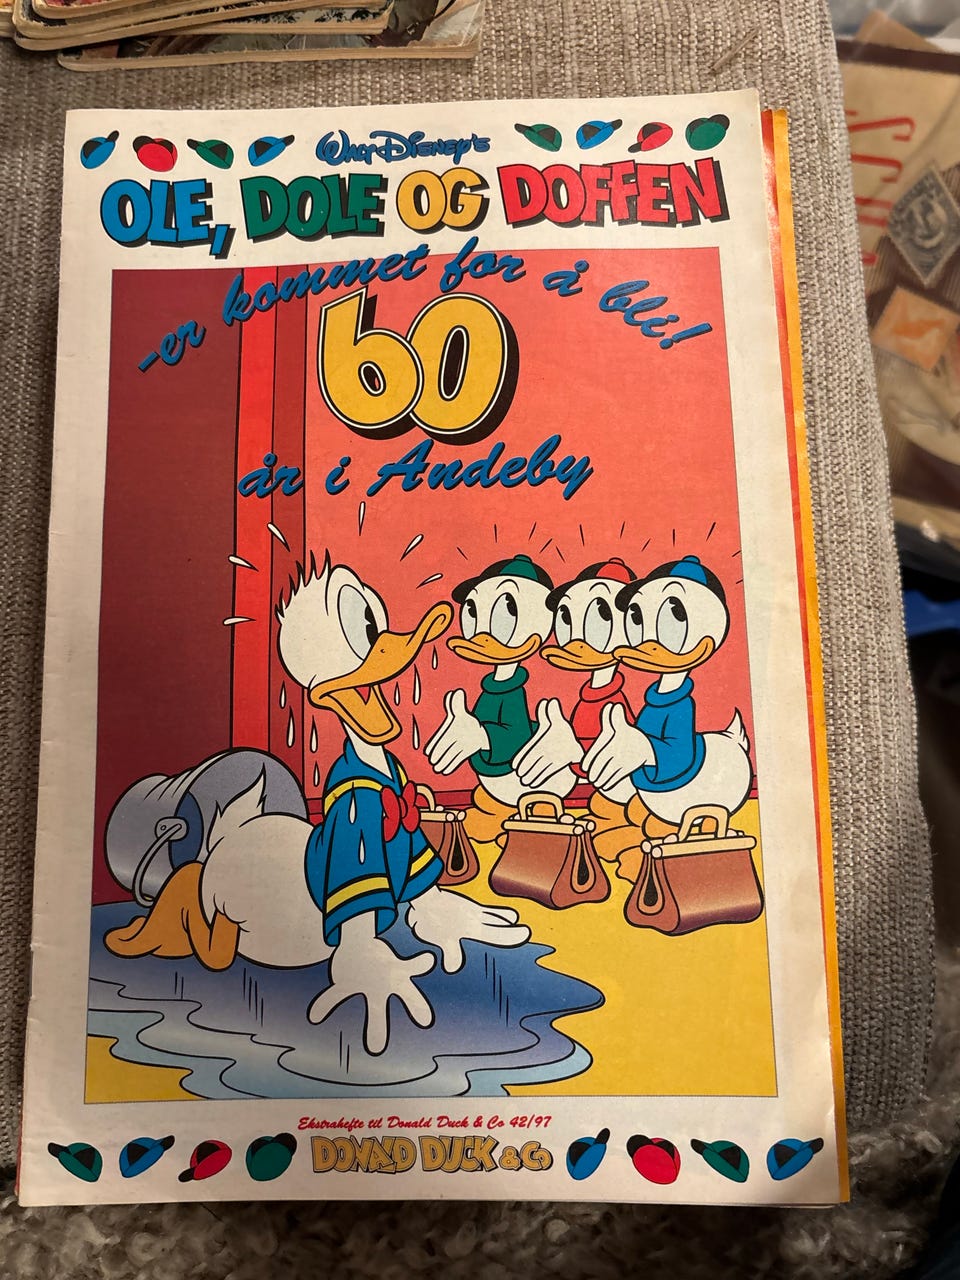 Walt Disney's
OLE, DOLE OG DOFFEN
-er kommet for å bli!
60
år i Andeby
Ekstrahefte til Donald Duck & Co 42/97
DONALD DUCK & Co